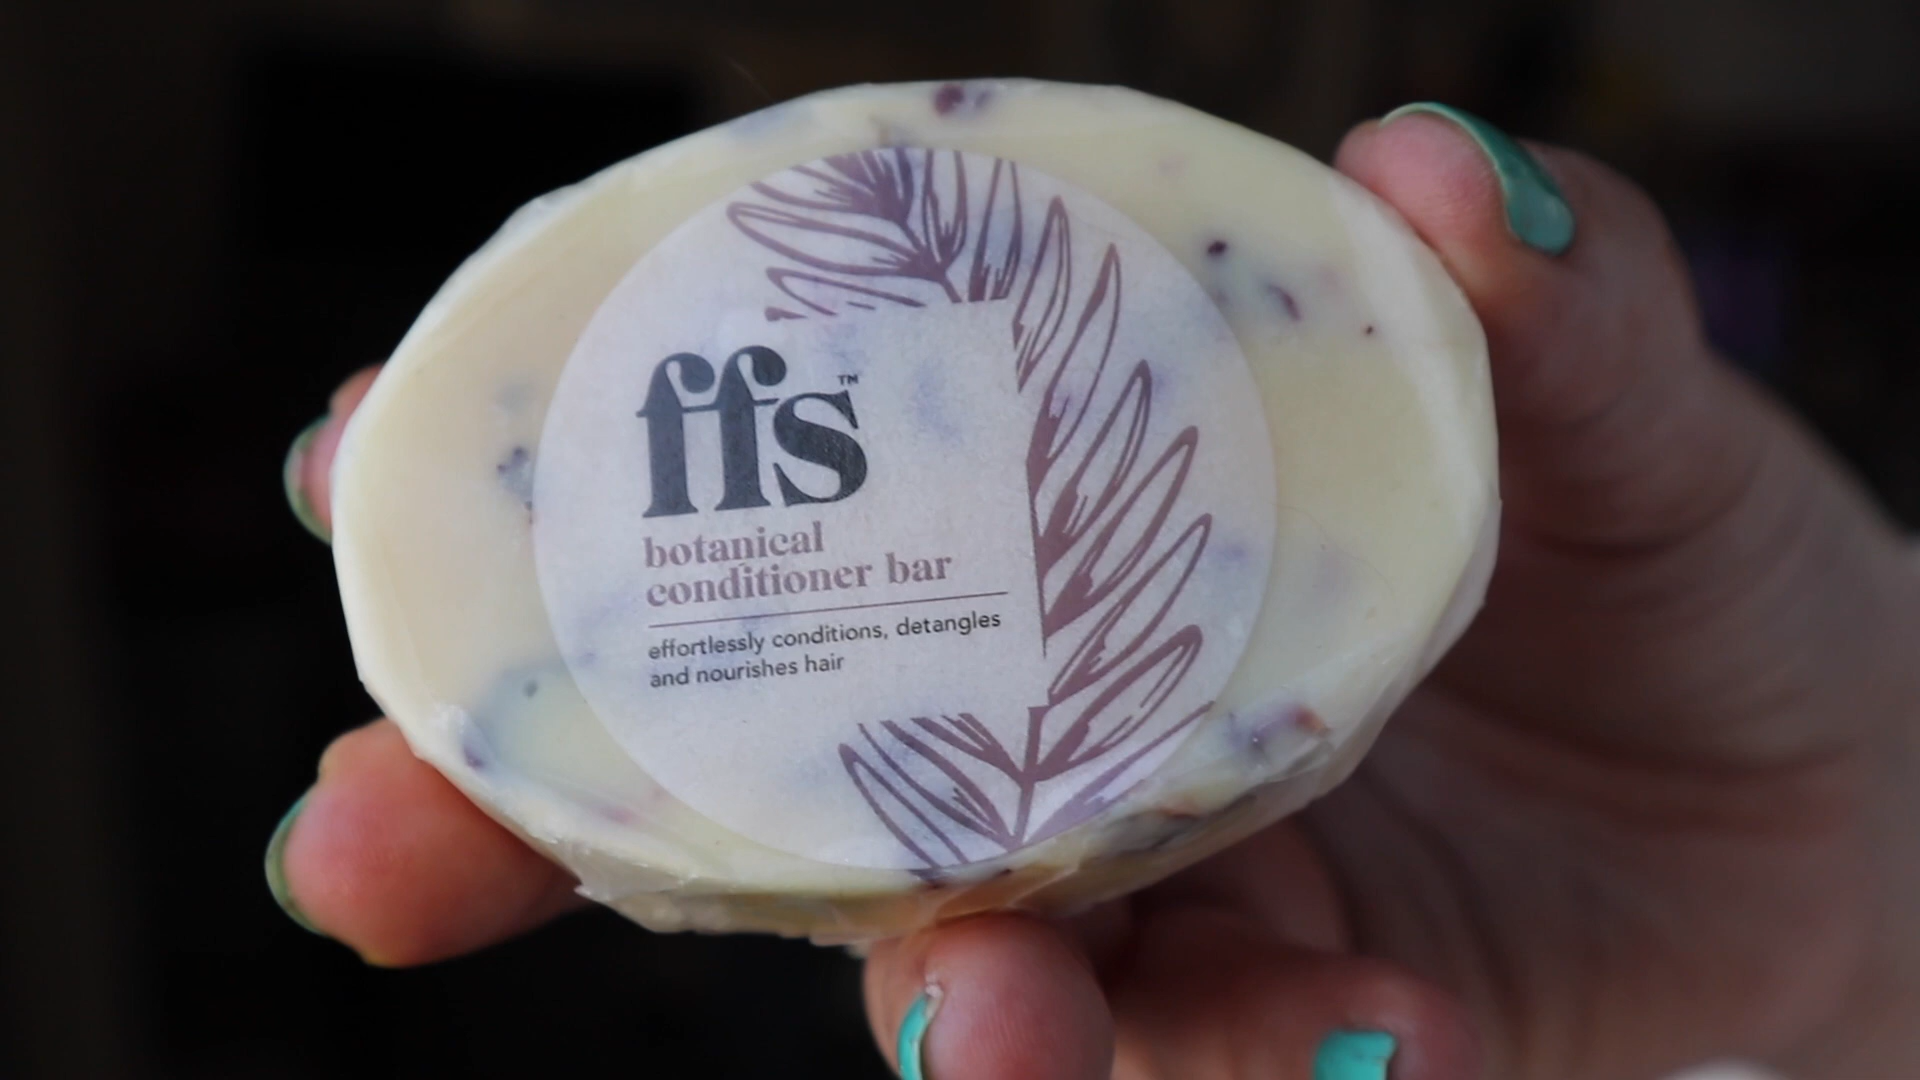 ffs™
botanical
conditioner bar
effortlessly conditions, detangles
and nourishes hair